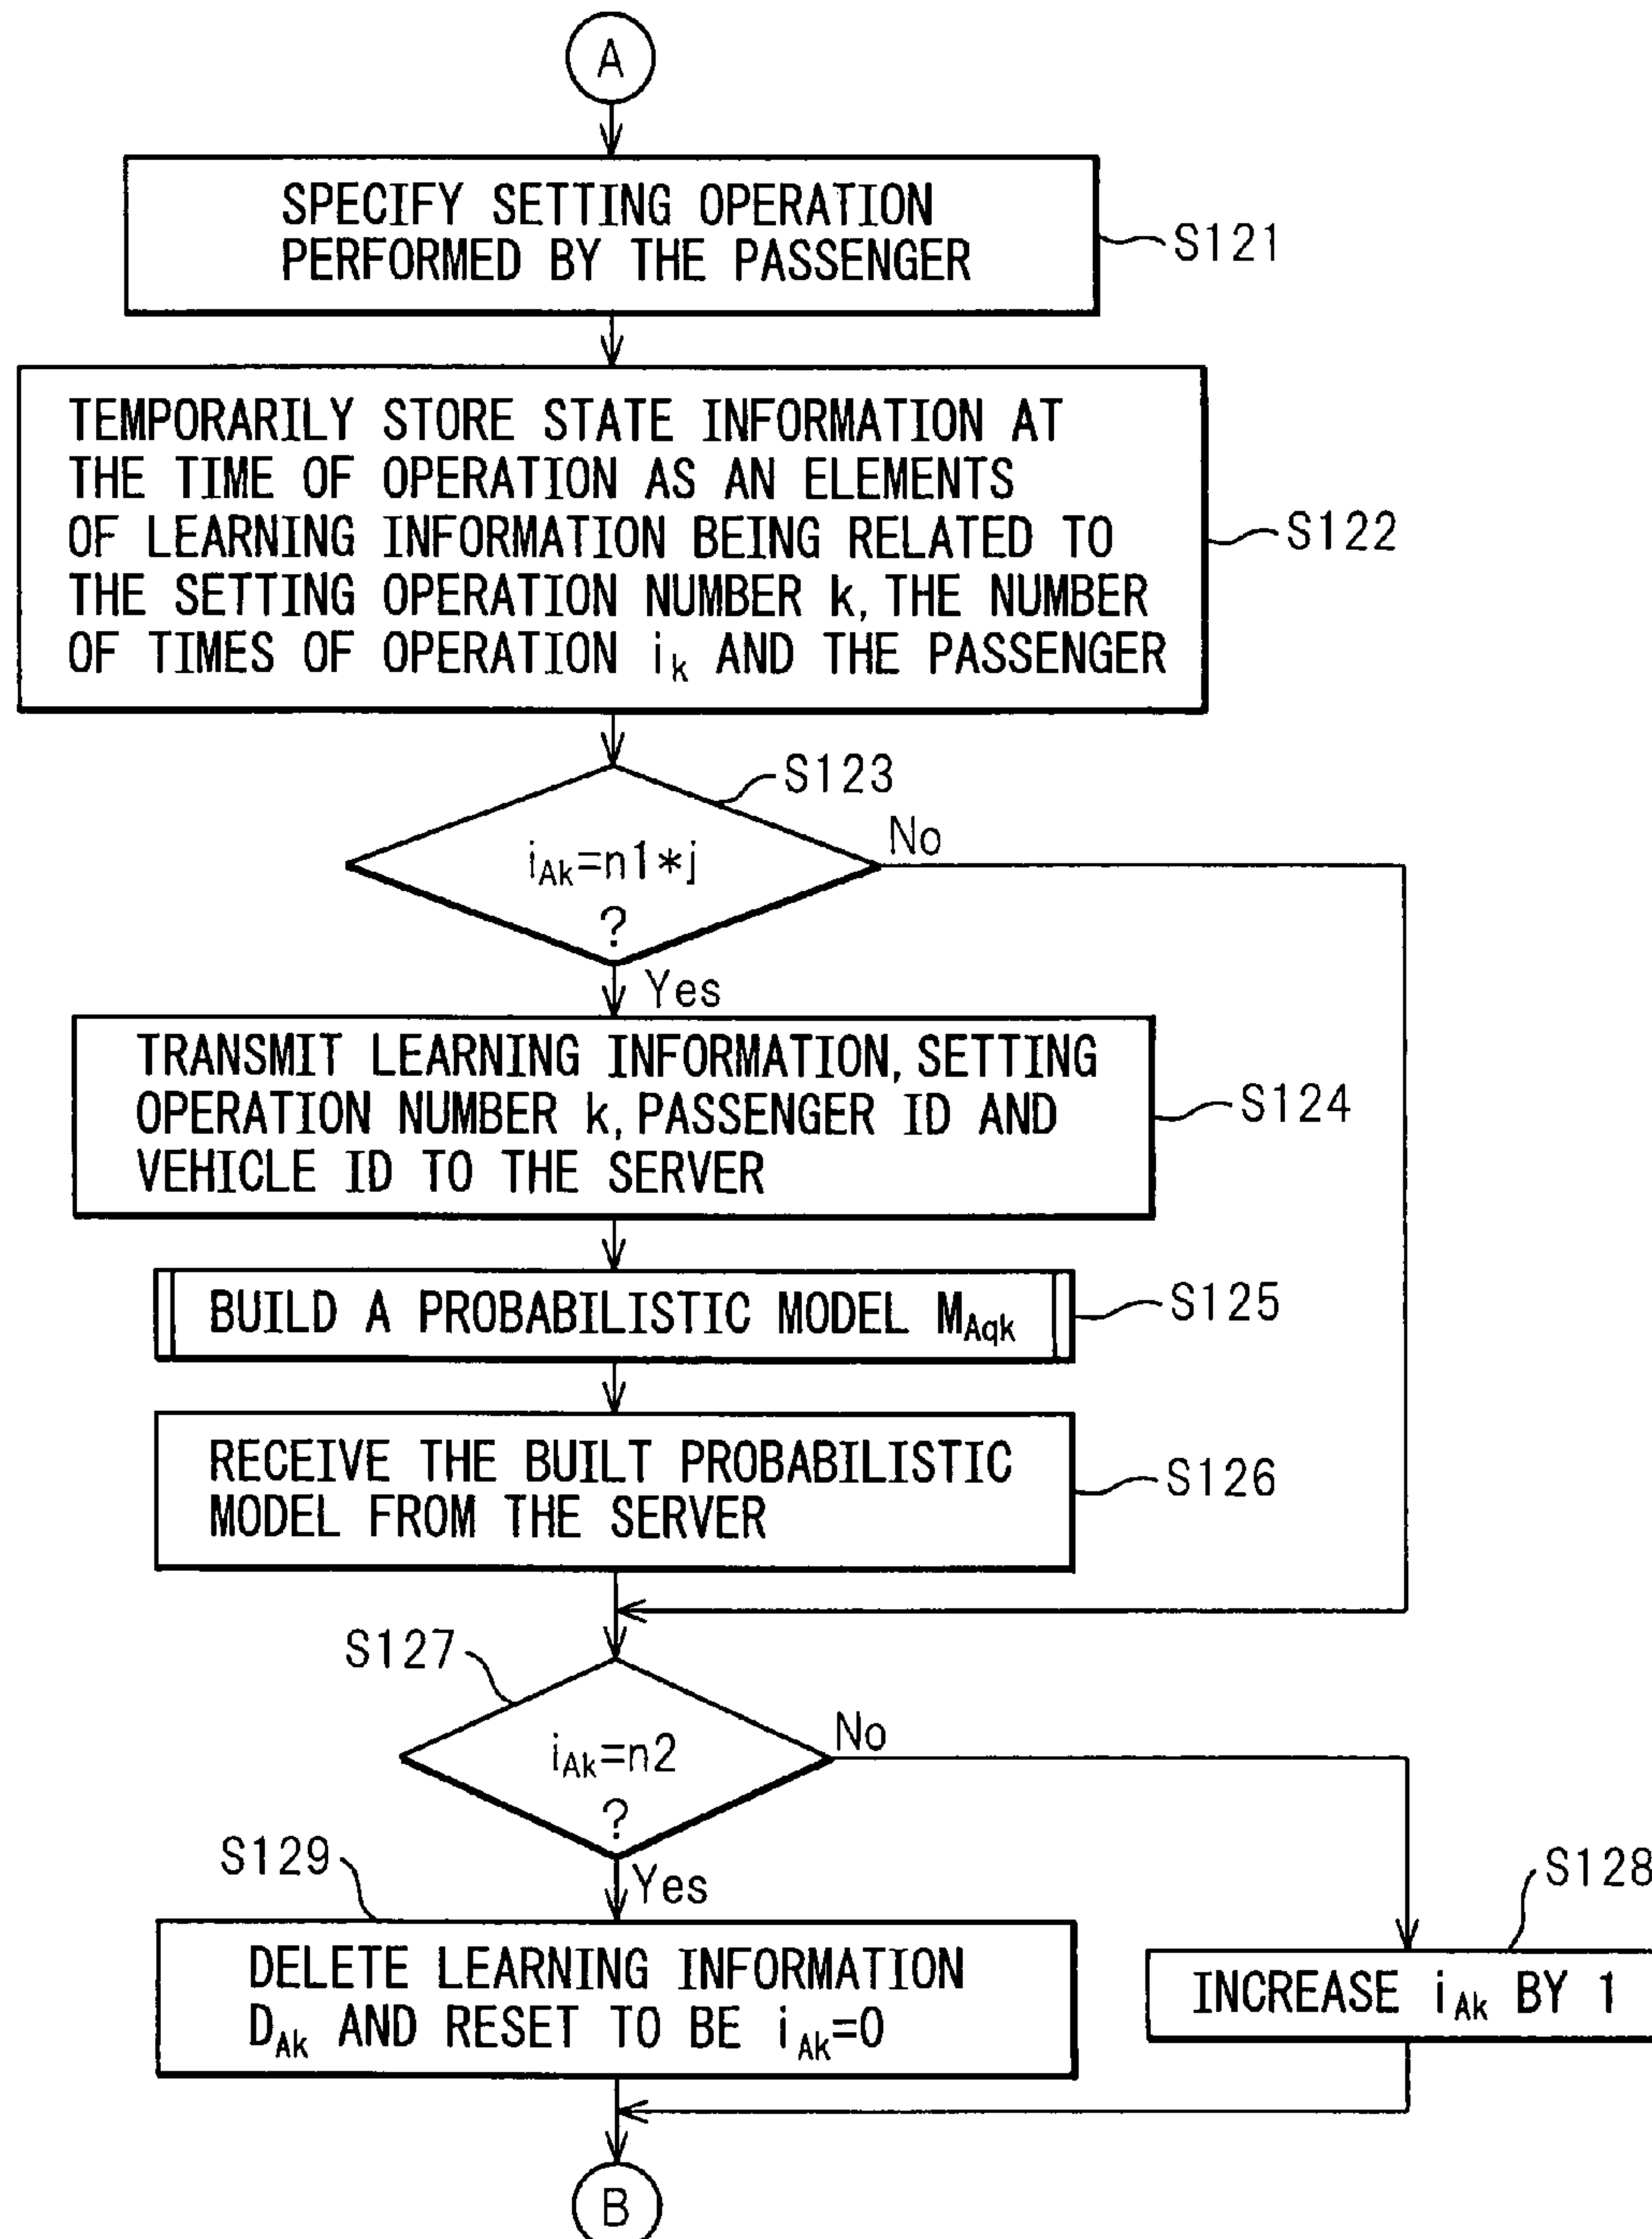 A
SPECIFY SETTING OPERATION
PERFORMED BY THE PASSENGER
S121
TEMPORARILY STORE STATE INFORMATION AT
THE TIME OF OPERATION AS AN ELEMENTS
OF LEARNING INFORMATION BEING RELATED TO
THE SETTING OPERATION NUMBER k, THE NUMBER
OF TIMES OF OPERATION ik AND THE PASSENGER
S122
S123
iAk=n1*j
?
No
Yes
TRANSMIT LEARNING INFORMATION, SETTING
OPERATION NUMBER k, PASSENGER ID AND
VEHICLE ID TO THE SERVER
S124
BUILD A PROBABILISTIC MODEL MAqk
S125
RECEIVE THE BUILT PROBABILISTIC
MODEL FROM THE SERVER
S126
S127
iAk=n2
?
No
Yes
S129
S128
DELETE LEARNING INFORMATION
DAk AND RESET TO BE iAk=0
INCREASE iAk BY 1
B